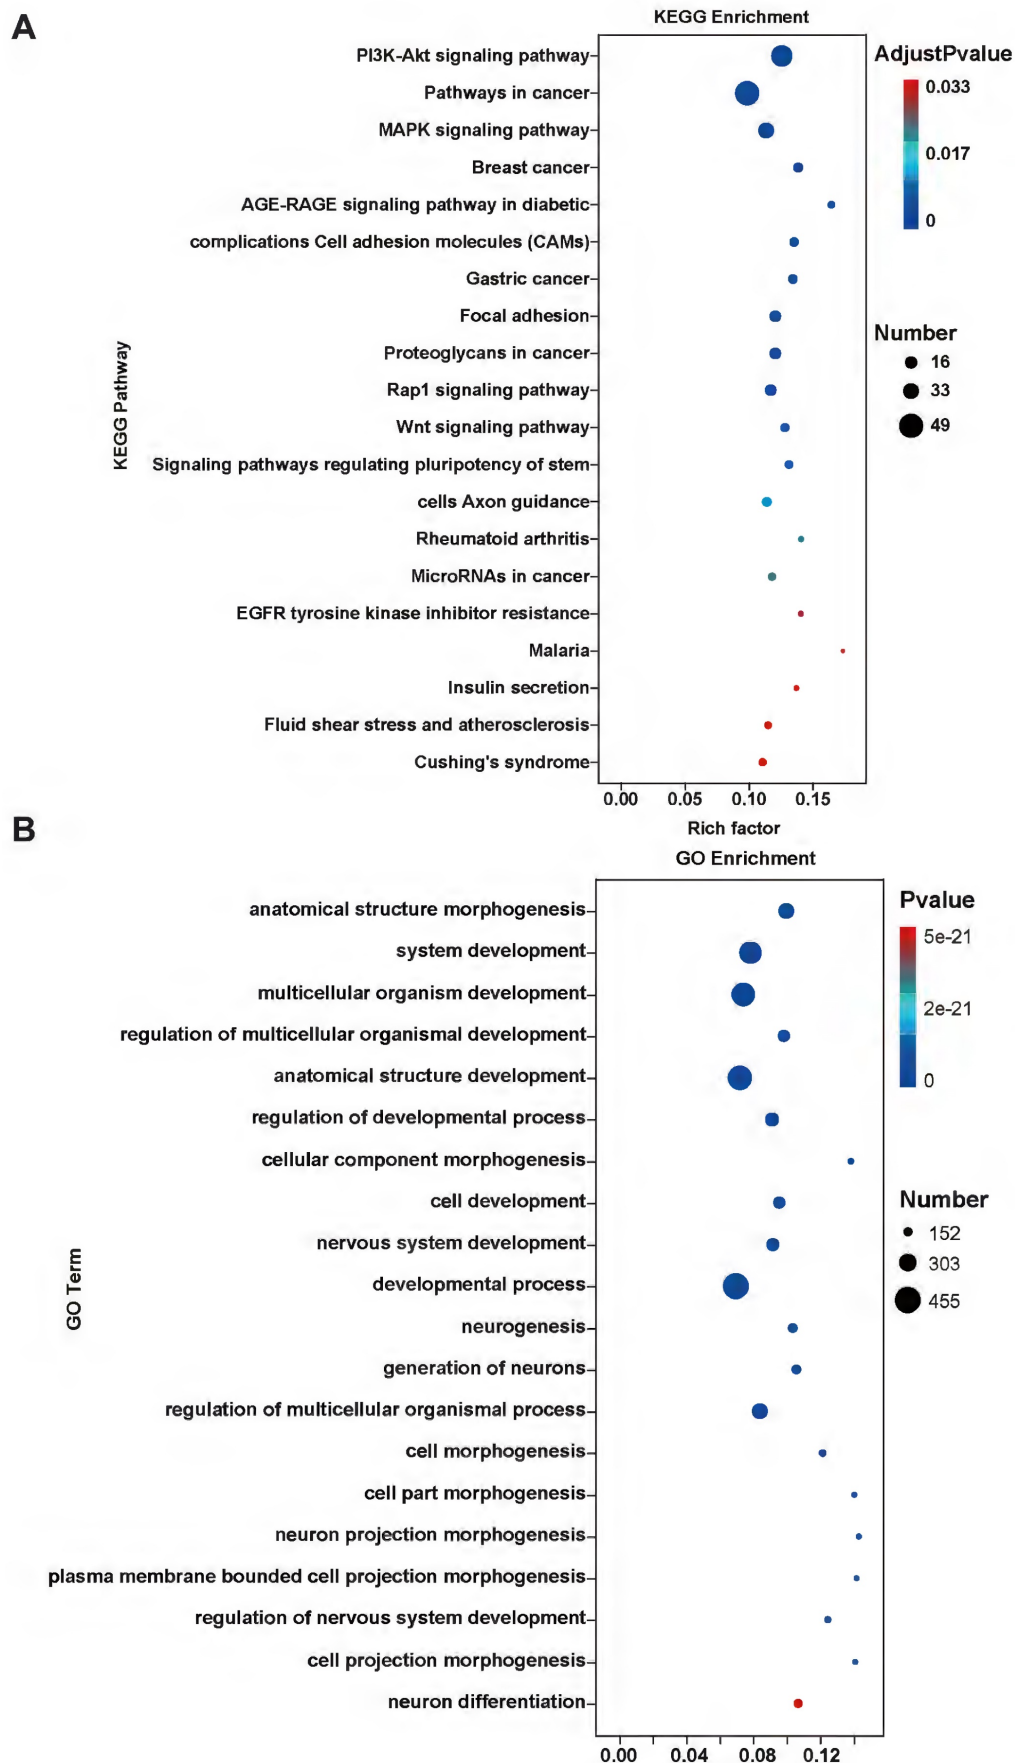 A
KEGG Enrichment
KEGG Pathway
PI3K-Akt signaling pathway
Pathways in cancer
MAPK signaling pathway
Breast cancer
AGE-RAGE signaling pathway in diabetic
complications Cell adhesion molecules (CAMs)
Gastric cancer
Focal adhesion
Proteoglycans in cancer
Rap1 signaling pathway
Wnt signaling pathway
Signaling pathways regulating pluripotency of stem
cells Axon guidance
Rheumatoid arthritis
MicroRNAs in cancer
EGFR tyrosine kinase inhibitor resistance
Malaria
Insulin secretion
Fluid shear stress and atherosclerosis
Cushing's syndrome
0.00 0.05 0.10 0.15
Rich factor
AdjustPvalue
0.033
0.017
0
Number
16
33
49
B
GO Enrichment
GO Term
anatomical structure morphogenesis
system development
multicellular organism development
regulation of multicellular organismal development
anatomical structure development
regulation of developmental process
cellular component morphogenesis
cell development
nervous system development
developmental process
neurogenesis
generation of neurons
regulation of multicellular organismal process
cell morphogenesis
cell part morphogenesis
neuron projection morphogenesis
plasma membrane bounded cell projection morphogenesis
regulation of nervous system development
cell projection morphogenesis
neuron differentiation
0.00 0.04 0.08 0.12
Pvalue
5e-21
2e-21
0
Number
152
303
455